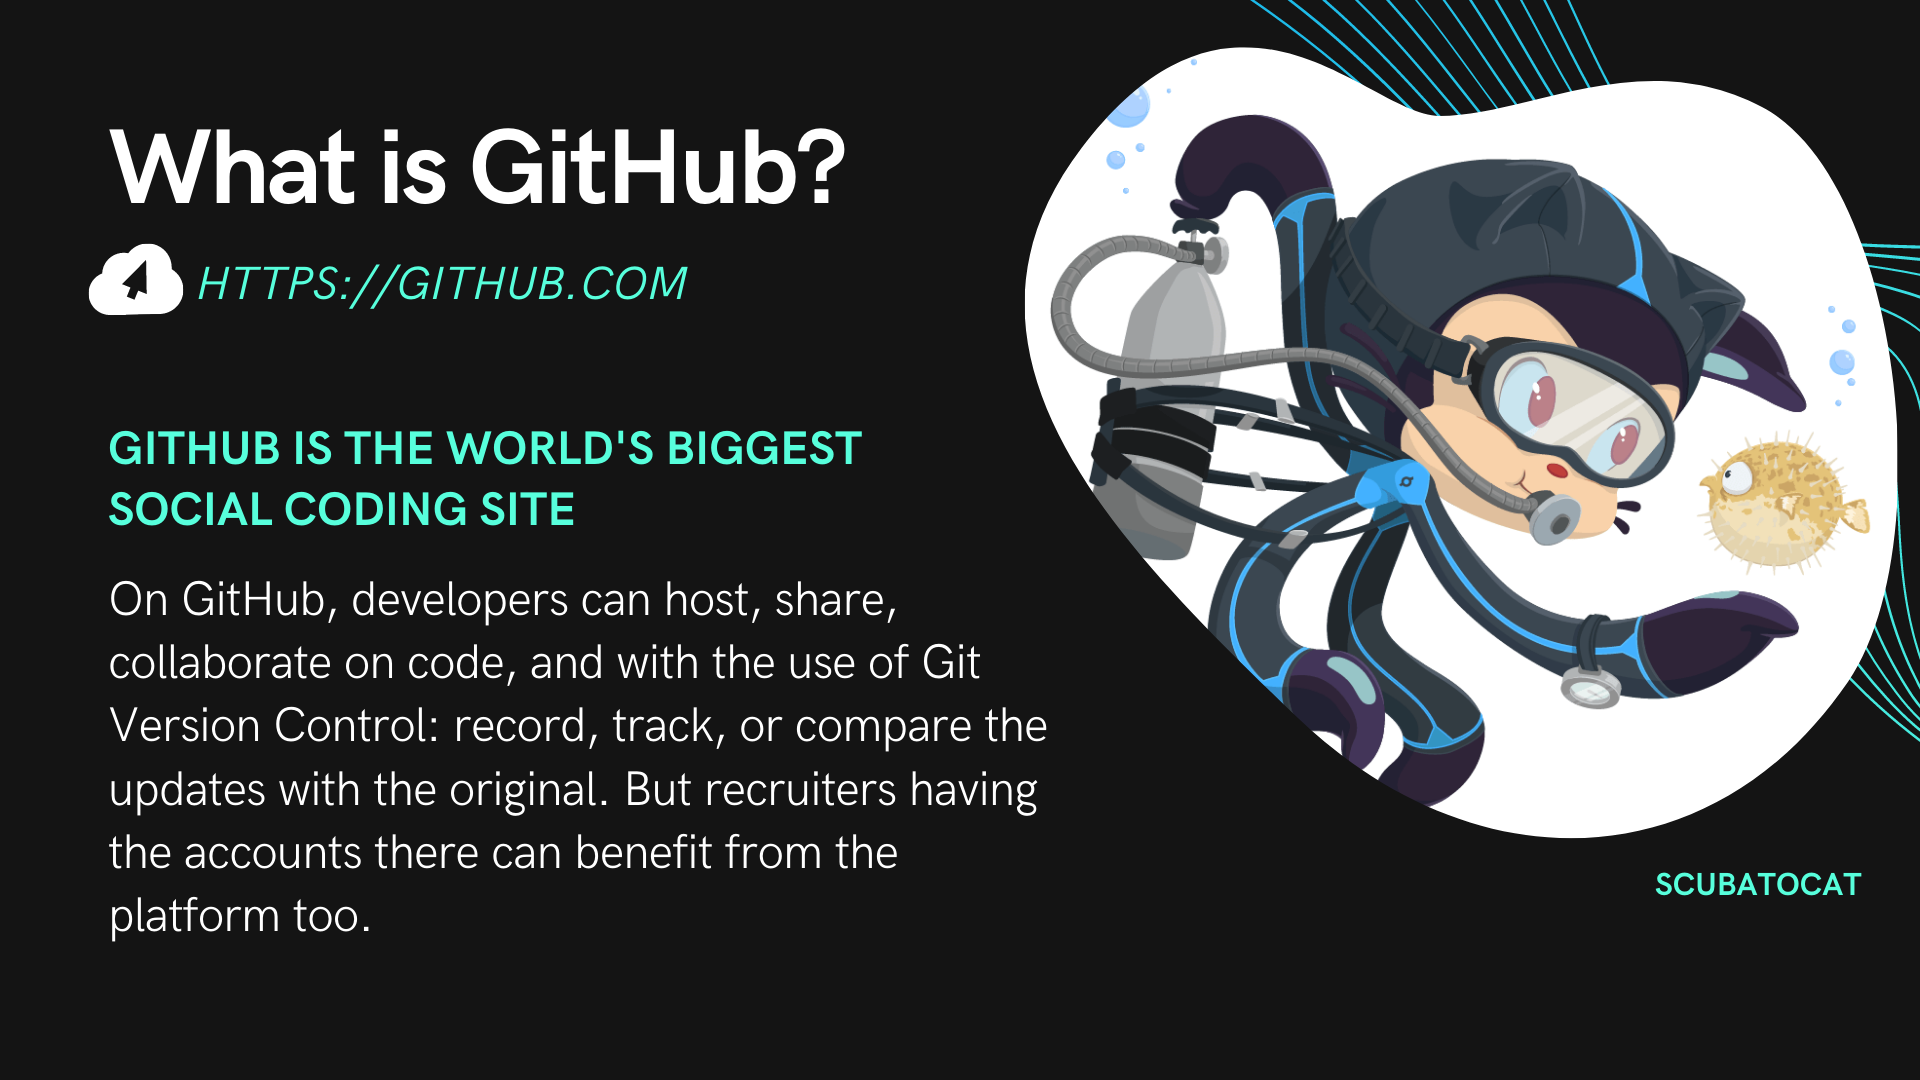 What is GitHub?
HTTPS://GITHUB.COM
GITHUB IS THE WORLD'S BIGGEST
SOCIAL CODING SITE
On GitHub, developers can host, share,
collaborate on code, and with the use of Git
Version Control: record, track, or compare the
updates with the original. But recruiters having
the accounts there can benefit from the
platform too.
SCUBATOCAT